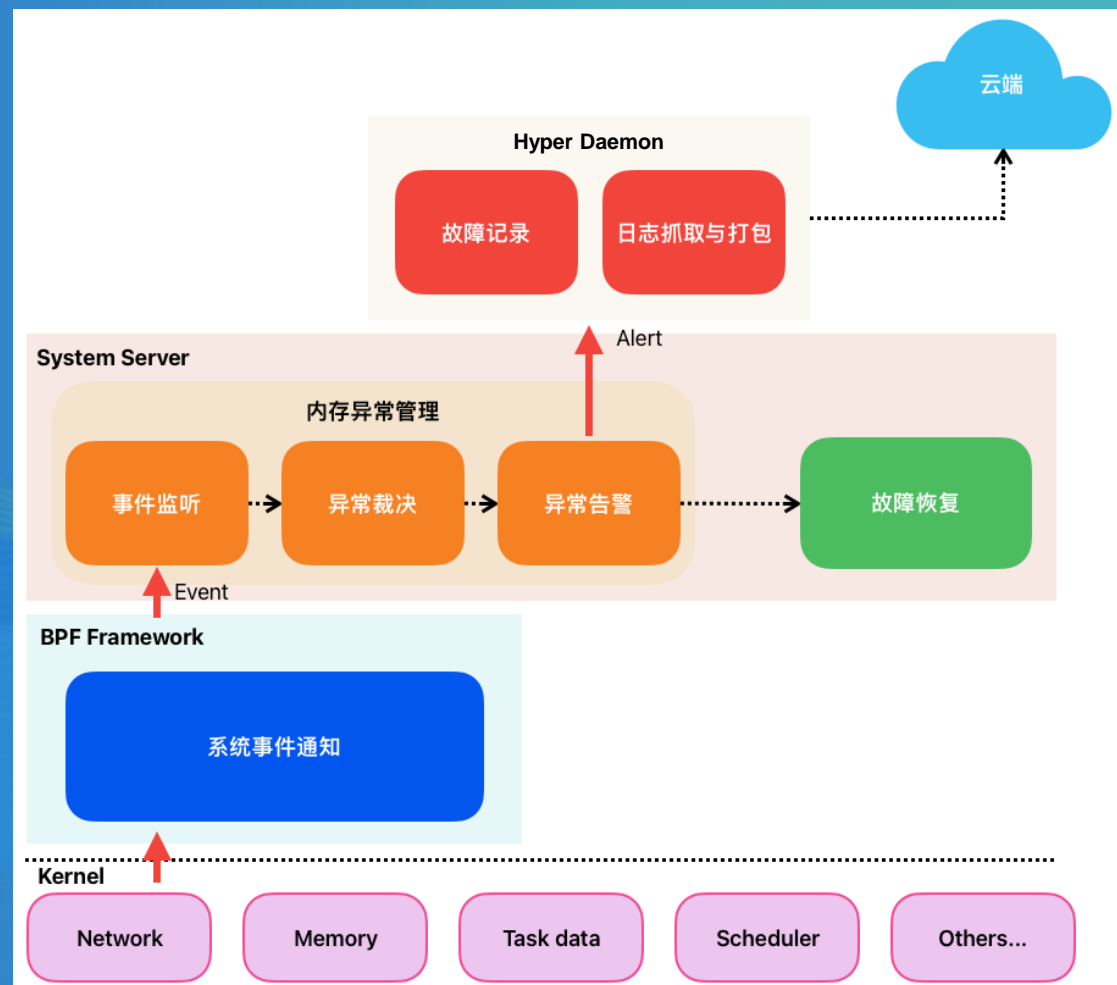 云端
Hyper Daemon
故障记录
日志抓取与打包
Alert
System Server
内存异常管理
事件监听
异常裁决
异常告警
故障恢复
Event
BPF Framework
系统事件通知
Kernel
Network
Memory
Task data
Scheduler
Others...